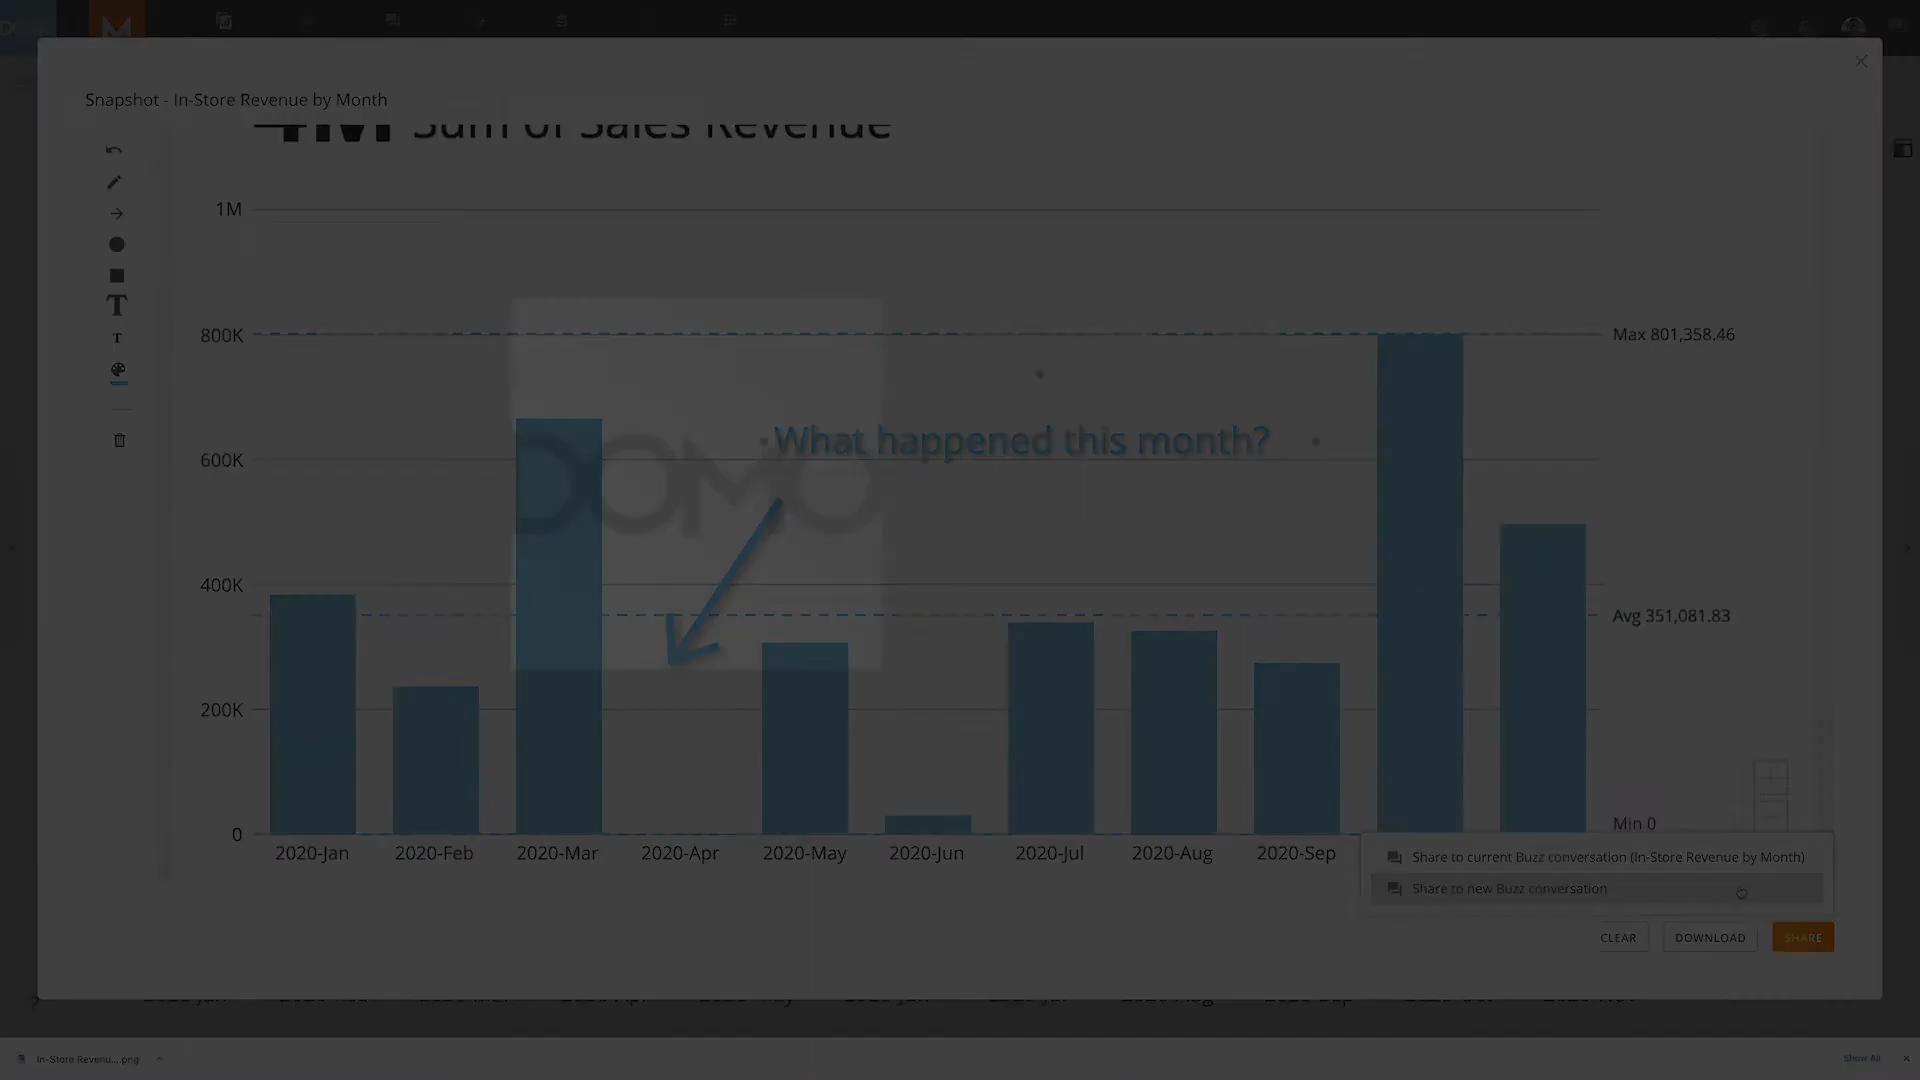 Snapshot - In-Store Revenue by Month
4M Sum of Sales Revenue
1M
800K
Max 801,358.46
What happened this month?
DOMO
600K
400K
Avg 351,081.83
200K
0
Min 0
2020-Jan 2020-Feb 2020-Mar 2020-Apr 2020-May 2020-Jun 2020-Jul 2020-Aug 2020-Sep
Share to current Buzz conversation (In-Store Revenue by Month)
Share to new Buzz conversation
CLEAR DOWNLOAD SHARE
In-Store Revenu....png
Show All